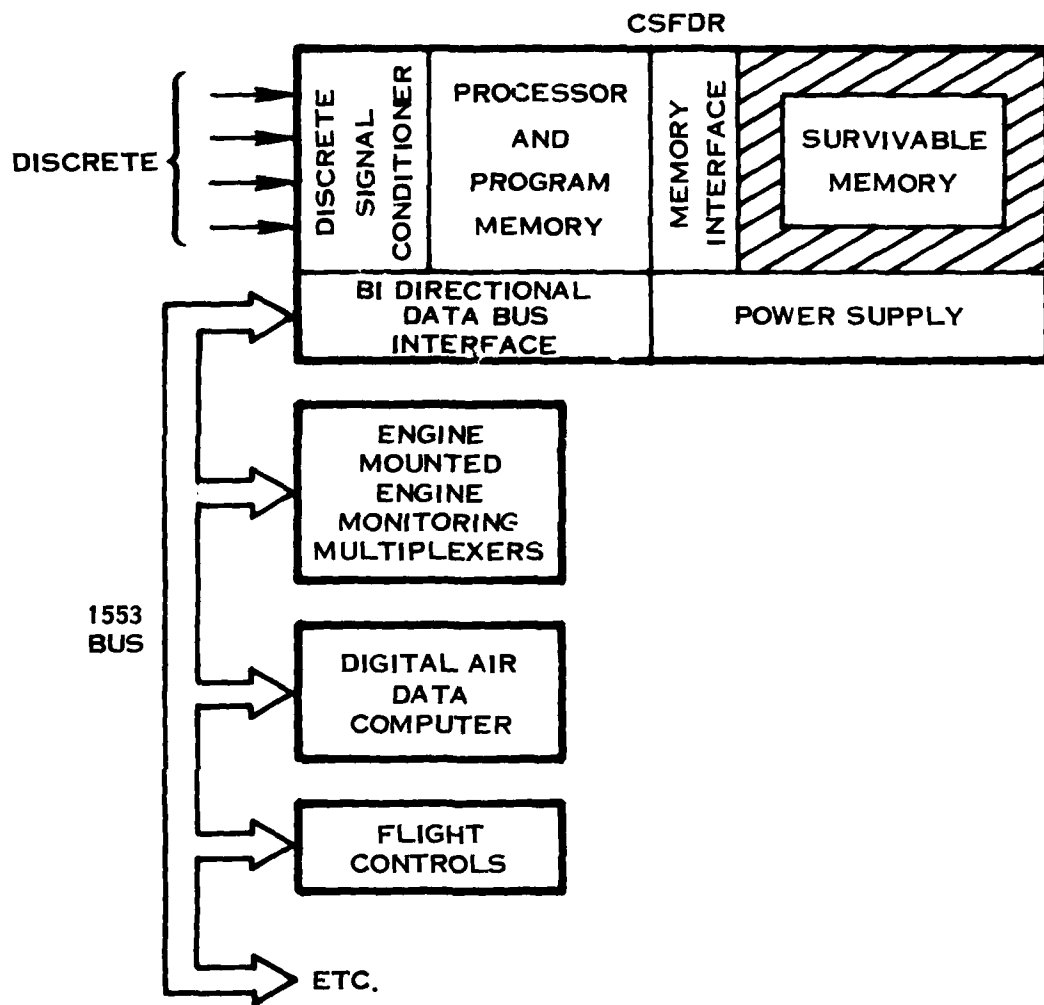 CSFDR
DISCRETE
DISCRETE
SIGNAL
CONDITIONER
PROCESSOR
AND
PROGRAM
MEMORY
MEMORY
INTERFACE
SURVIVABLE
MEMORY
BI DIRECTIONAL
DATA BUS
INTERFACE
POWER SUPPLY
ENGINE
MOUNTED
ENGINE
MONITORING
MULTIPLEXERS
1553
BUS
DIGITAL AIR
DATA
COMPUTER
FLIGHT
CONTROLS
ETC.